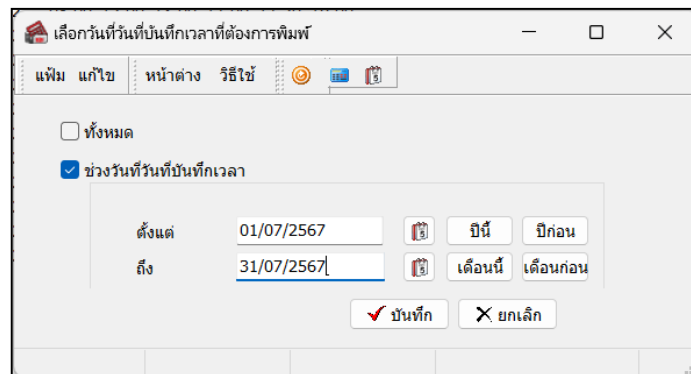 เลือกวันที่วันที่บันทึกเวลาที่ต้องการพิมพ์
แฟ้ม แก้ไข หน้าต่าง วิธีใช้
ทั้งหมด
ช่วงวันที่วันที่บันทึกเวลา
ตั้งแต่ 01/07/2567 ปีนี้ ปีก่อน
ถึง 31/07/2567 เดือนนี้ เดือนก่อน
บันทึก ยกเลิก